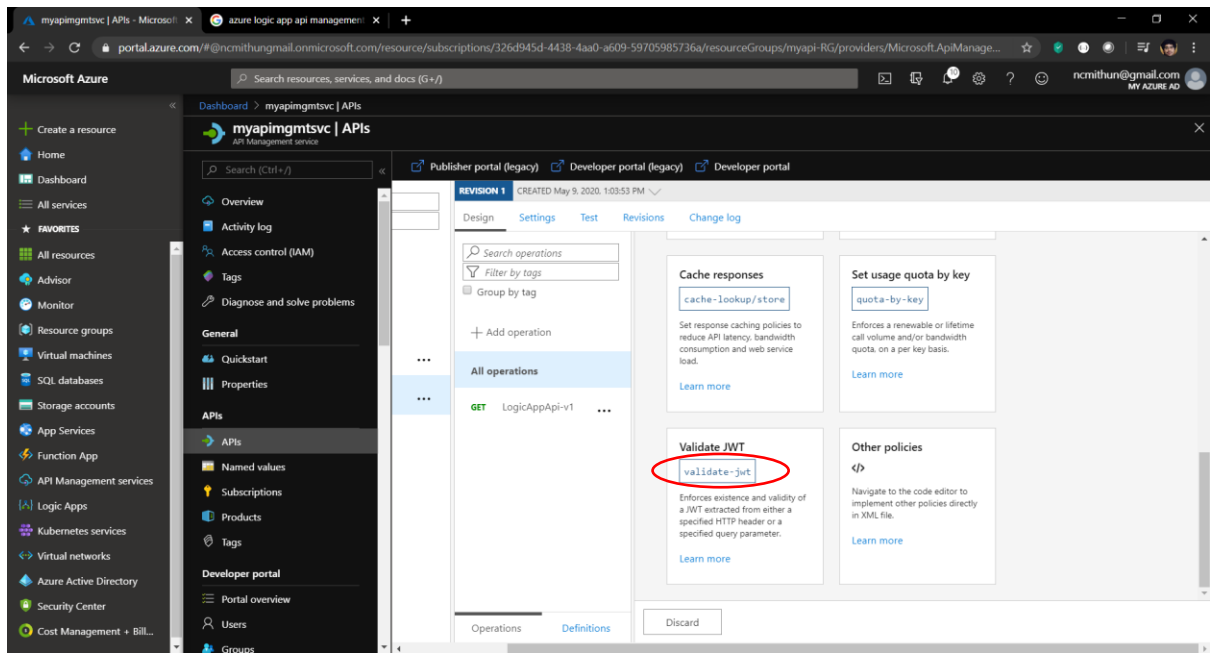 myapimgmtsvc | APIs - Microsoft
azure logic app api management
portal.azure.com/#@ncmithungmail.onmicrosoft.com/resource/subscriptions/326d945d-4438-4aa0-a609-59705985736a/resourceGroups/myapi-RG/providers/Microsoft.ApiManage...
Microsoft Azure
Search resources, services, and docs (G+/)
ncmithun@gmail.com
MY AZURE AD
Create a resource
Home
Dashboard
All services
FAVORITES
All resources
Advisor
Monitor
Resource groups
Virtual machines
SQL databases
Storage accounts
App Services
Function App
API Management services
Logic Apps
Kubernetes services
Virtual networks
Azure Active Directory
Security Center
Cost Management + Bill...
Dashboard > myapimgmtsvc | APIs
myapimgmtsvc | APIs
API Management service
Search (Ctrl+/)
Overview
Activity log
Access control (IAM)
Tags
Diagnose and solve problems
General
Quickstart
Properties
APIs
APIs
Named values
Subscriptions
Products
Tags
Developer portal
Portal overview
Users
Groups
Publisher portal (legacy)
Developer portal (legacy)
Developer portal
REVISION 1
CREATED May 9, 2020, 1:03:53 PM
Design
Settings
Test
Revisions
Change log
Search operations
Filter by tags
Group by tag
+ Add operation
All operations
GET LogicAppApi-v1 ...
Operations
Definitions
Cache responses
cache-lookup/store
Set response caching policies to
reduce API latency, bandwidth
consumption and web service
load.
Learn more
Set usage quota by key
quota-by-key
Enforces a renewable or lifetime
call volume and/or bandwidth
quota, on a per key basis.
Learn more
Validate JWT
validate-jwt
Enforces existence and validity of
a JWT extracted from either a
specified HTTP header or a
specified query parameter.
Learn more
Other policies
</>
Navigate to the code editor to
implement other policies directly
in XML file.
Learn more
Discard